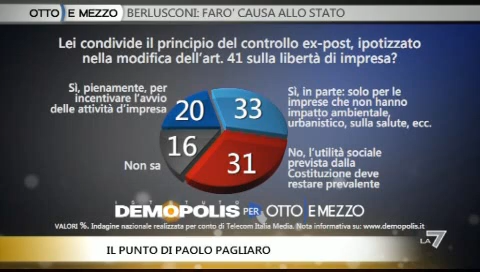 OTTO E MEZZO BERLUSCONI: FARO' CAUSA ALLO STATO
Lei condivide il principio del controllo ex-post, ipotizzato
nella modifica dell'art. 41 sulla libertà di impresa?
Sì, pienamente, per
incentivare l'avvio
delle attività d'impresa
20
33
Sì, in parte: solo per le
imprese che non hanno
impatto ambientale,
urbanistico, sulla salute, ecc.
Non sa
16
31
No, l'utilità sociale
prevista dalla
Costituzione deve
restare prevalente
ISTITUTO
DEMOPOLIS PER OTTO E MEZZO
VALORI %. Indagine nazionale realizzata per conto di Telecom Italia Media. Nota informativa su: www.demopolis.it
IL PUNTO DI PAOLO PAGLIARO
LA7